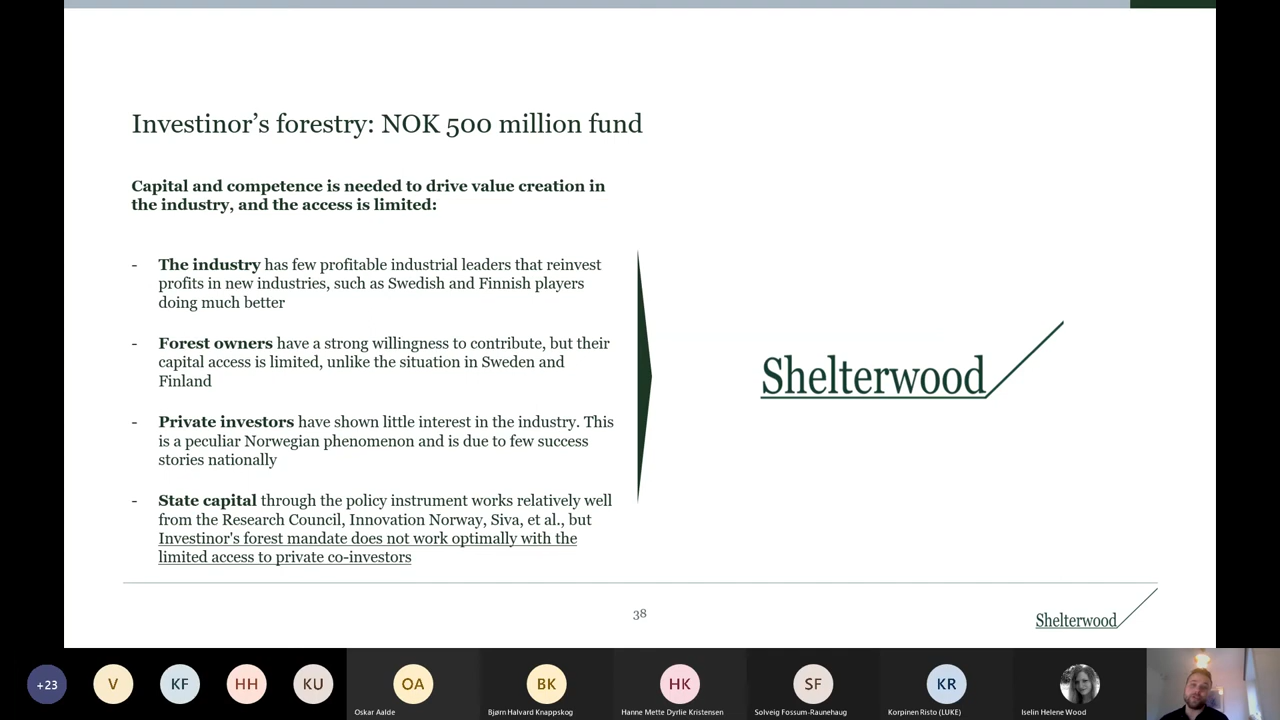 Investinor's forestry: NOK 500 million fund
Capital and competence is needed to drive value creation in
the industry, and the access is limited:
- The industry has few profitable industrial leaders that reinvest
profits in new industries, such as Swedish and Finnish players
doing much better
- Forest owners have a strong willingness to contribute, but their
capital access is limited, unlike the situation in Sweden and
Finland
- Private investors have shown little interest in the industry. This
is a peculiar Norwegian phenomenon and is due to few success
stories nationally
- State capital through the policy instrument works relatively well
from the Research Council, Innovation Norway, Siva, et al., but
Investinor's forest mandate does not work optimally with the
limited access to private co-investors
Shelterwood
38
Shelterwood
+23
V
KF
HH
KU
OA
Oskar Aalde
BK
Bjørn Halvard Knappskog
HK
Hanne Mette Dyrlie Kristensen
SF
Solveig Fossum-Raunehaug
KR
Korpinen Risto (LUKE)
Iselin Helene Wood